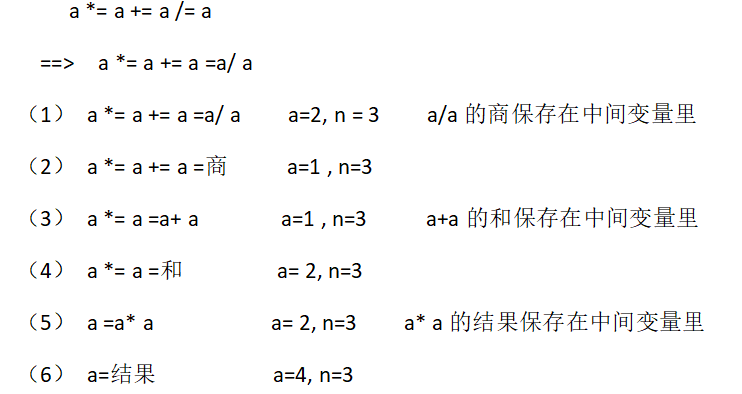 a *= a += a /= a
==> a *= a += a =a/ a
（1） a *= a += a =a/ a a=2, n = 3 a/a 的商保存在中间变量里
（2） a *= a += a =商 a=1 , n=3
（3） a *= a =a+ a a=1 , n=3 a+a 的和保存在中间变量里
（4） a *= a =和 a= 2, n=3
（5） a =a* a a= 2, n=3 a* a 的结果保存在中间变量里
（6） a=结果 a=4, n=3